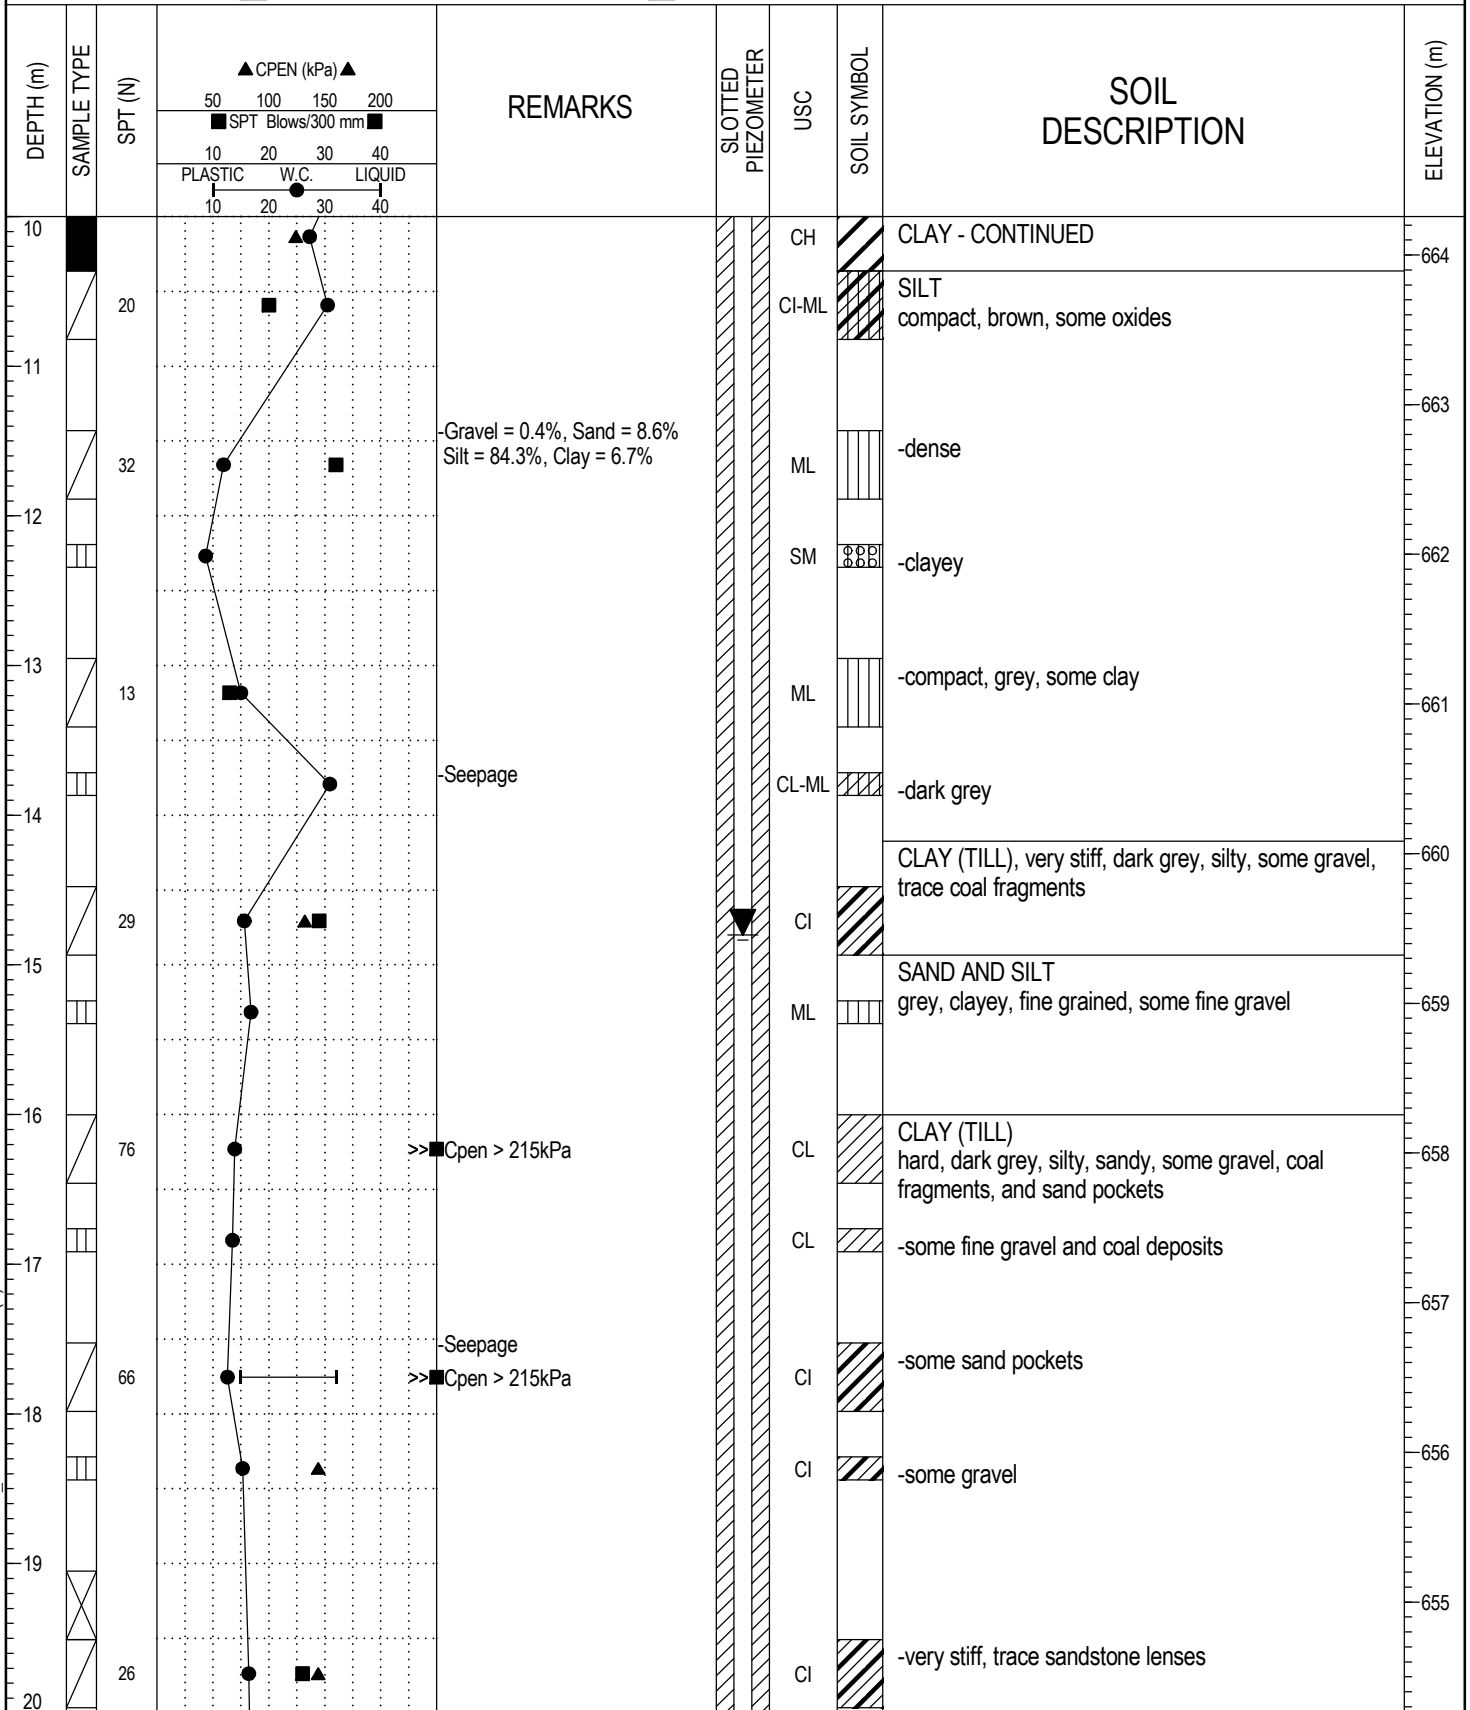 DEPTH (m)
SAMPLE TYPE
SPT (N)
▲ CPEN (kPa) ▲
50 100 150 200
■ SPT Blows/300 mm ■
10 20 30 40
PLASTIC W.C. LIQUID
10 20 30 40
REMARKS
SLOTTED
PIEZOMETER
USC
SOIL SYMBOL
SOIL
DESCRIPTION
ELEVATION (m)
10
CH
CLAY - CONTINUED
664
20
CI-ML
SILT
compact, brown, some oxides
11
663
-Gravel = 0.4%, Sand = 8.6%
Silt = 84.3%, Clay = 6.7%
32
ML
-dense
12
SM
-clayey
662
13
13
ML
-compact, grey, some clay
661
-Seepage
CL-ML
-dark grey
14
660
CLAY (TILL), very stiff, dark grey, silty, some gravel,
trace coal fragments
29
CI
15
SAND AND SILT
grey, clayey, fine grained, some fine gravel
ML
659
16
76
>>■ Cpen > 215kPa
CL
CLAY (TILL)
hard, dark grey, silty, sandy, some gravel, coal
fragments, and sand pockets
658
CL
-some fine gravel and coal deposits
17
657
-Seepage
66
>>■ Cpen > 215kPa
CI
-some sand pockets
18
656
CI
-some gravel
19
655
26
CI
-very stiff, trace sandstone lenses
20